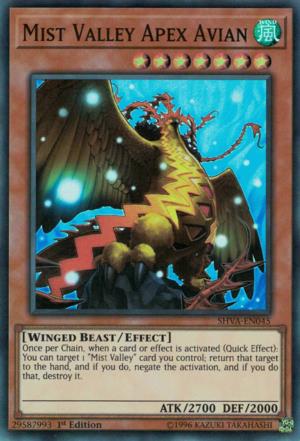 MIST VALLEY APEX AVIAN
WIND
風
SHVA-EN045
[WINGED BEAST/EFFECT]
Once per Chain, when a card or effect is activated (Quick Effect):
You can target 1 "Mist Valley" card you control; return that target
to the hand, and if you do, negate the activation, and if you do
that, destroy it.
ATK/2700 DEF/2000
29587993 1st Edition ©1996 KAZUKI TAKAHASHI